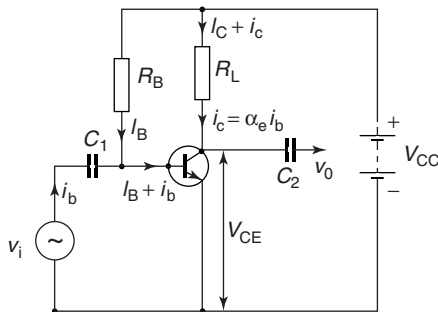 I_C + i_c
R_B
R_L
i_c = α_e i_b
I_B
C_1
+
V_CC
−
C_2
v_0
i_b
I_B + i_b
V_CE
v_i
~